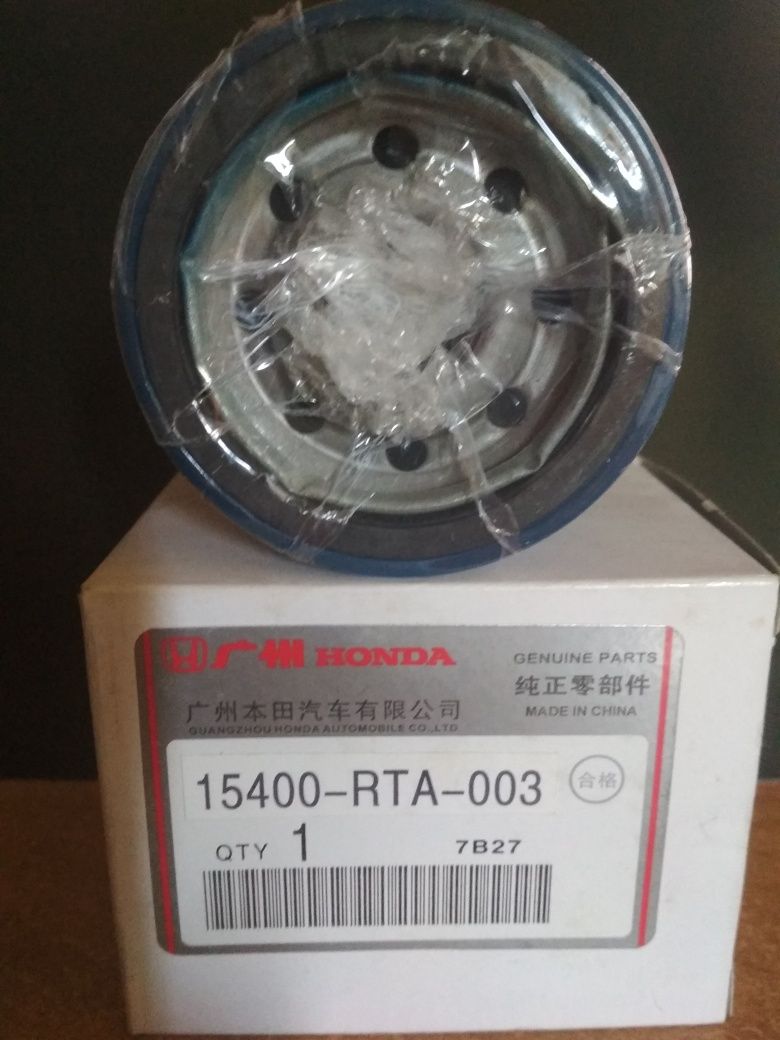 广州 HONDA
GENUINE PARTS
纯正零部件
MADE IN CHINA
广州本田汽车有限公司
GUANGZHOU HONDA AUTOMOBILE CO.,LTD
15400-RTA-003
合格
QTY 1
7B27